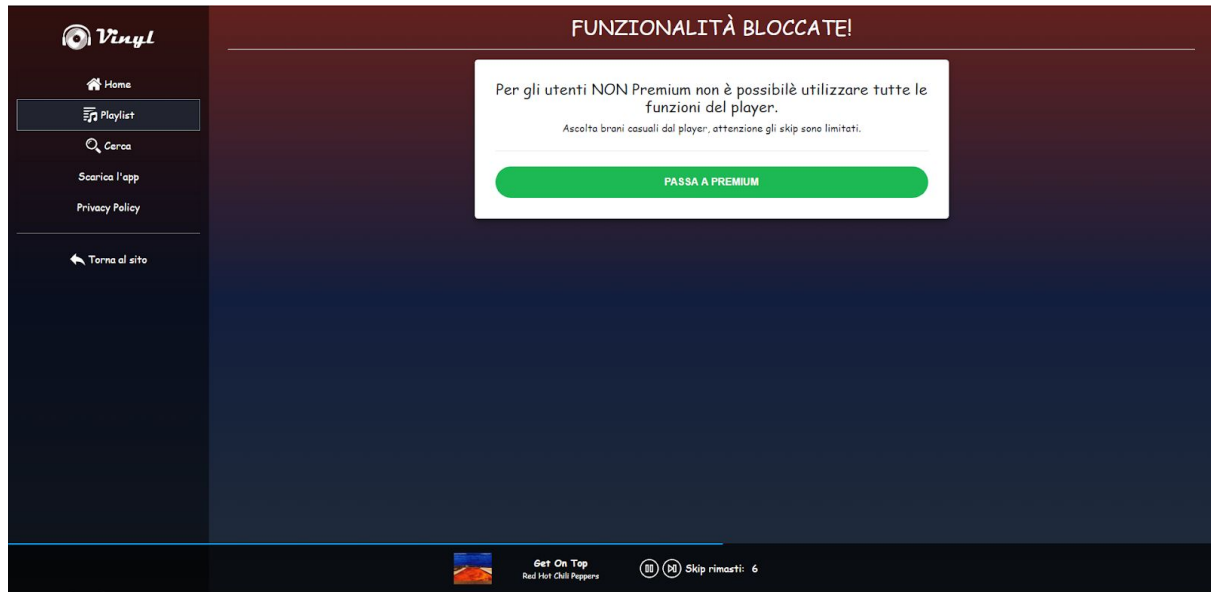 Vinyl
Home
Playlist
Cerca
Scarica l'app
Privacy Policy
Torna al sito
FUNZIONALITÀ BLOCCATE!
Per gli utenti NON Premium non è possibilè utilizzare tutte le
funzioni del player.
Ascolta brani casuali dal player, attenzione gli skip sono limitati.
PASSA A PREMIUM
Get On Top
Red Hot Chili Peppers
Skip rimasti: 6